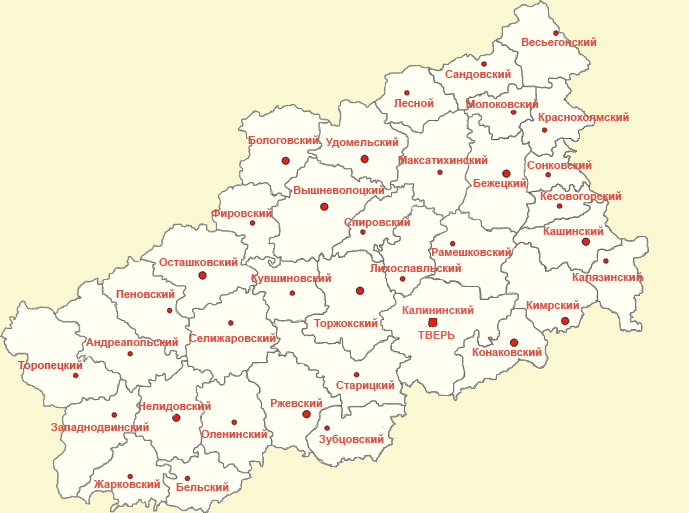 Весьегонский
Сандовский
Лесной
Молоковский
Краснохолмский
Бологовский
Удомельский
Максатихинский
Сонковский
Бежецкий
Вышневолоцкий
Кесовогорский
Фировский
Спировский
Кашинский
Рамешковский
Осташковский
Лихославльский
Кувшиновский
Калязинский
Пеновский
Кимрский
Калининский
Торжокский
ТВЕРЬ
Андреапольский
Селижаровский
Конаковский
Торопецкий
Старицкий
Ржевский
Нелидовский
Западнодвинский
Оленинский
Зубцовский
Жарковский
Бельский